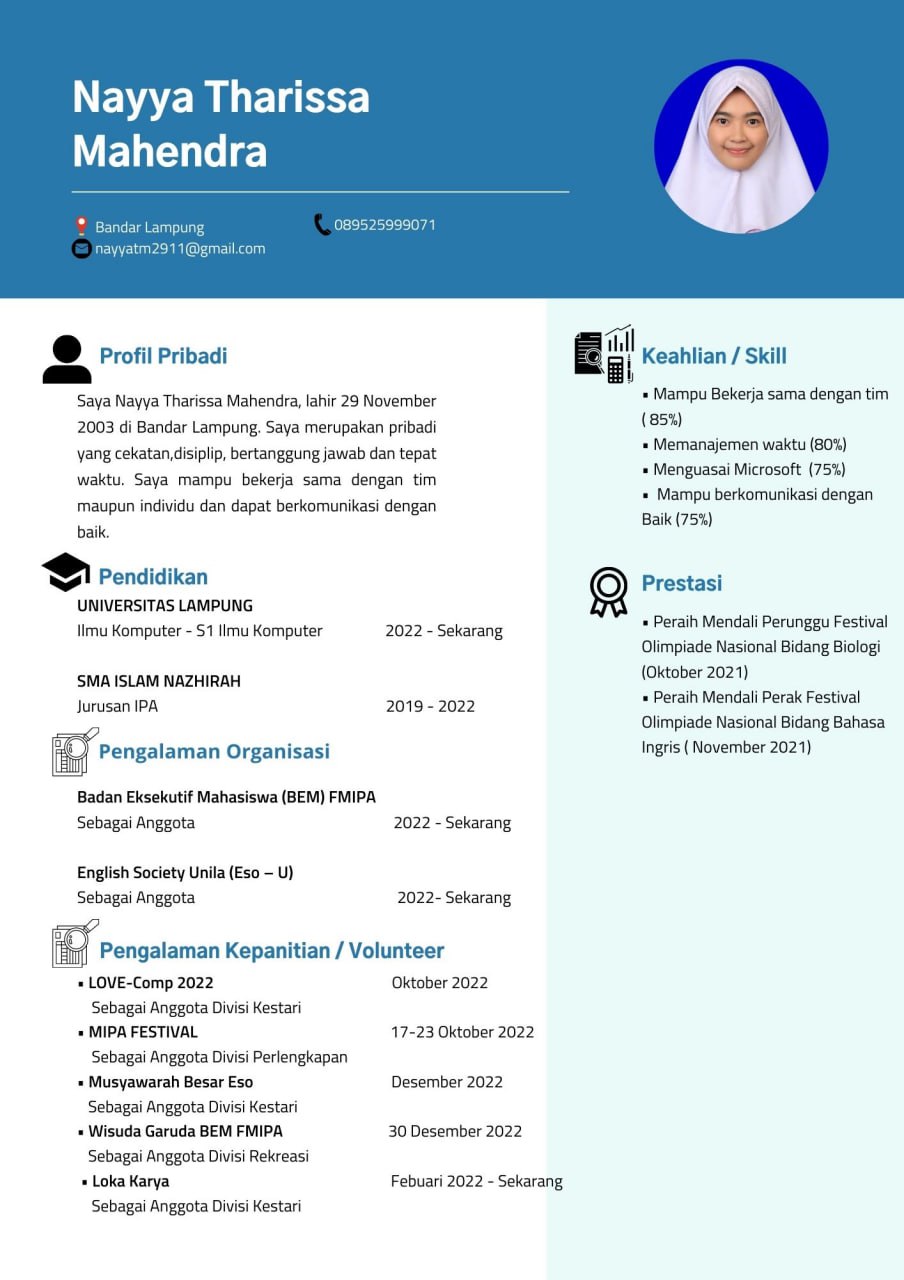 Nayya Tharissa
Mahendra
Bandar Lampung
089525999071
nayyatm2911@gmail.com
Profil Pribadi
Saya Nayya Tharissa Mahendra, lahir 29 November
2003 di Bandar Lampung. Saya merupakan pribadi
yang cekatan,disiplip, bertanggung jawab dan tepat
waktu. Saya mampu bekerja sama dengan tim
maupun individu dan dapat berkomunikasi dengan
baik.
Pendidikan
UNIVERSITAS LAMPUNG
Ilmu Komputer - S1 Ilmu Komputer 2022 - Sekarang
SMA ISLAM NAZHIRAH
Jurusan IPA 2019 - 2022
Pengalaman Organisasi
Badan Eksekutif Mahasiswa (BEM) FMIPA
Sebagai Anggota 2022 - Sekarang
English Society Unila (Eso – U)
Sebagai Anggota 2022- Sekarang
Pengalaman Kepanitian / Volunteer
▪ LOVE-Comp 2022 Oktober 2022
Sebagai Anggota Divisi Kestari
▪ MIPA FESTIVAL 17-23 Oktober 2022
Sebagai Anggota Divisi Perlengkapan
▪ Musyawarah Besar Eso Desember 2022
Sebagai Anggota Divisi Kestari
▪ Wisuda Garuda BEM FMIPA 30 Desember 2022
Sebagai Anggota Divisi Rekreasi
▪ Loka Karya Febuari 2022 - Sekarang
Sebagai Anggota Divisi Kestari
Keahlian / Skill
▪ Mampu Bekerja sama dengan tim
( 85%)
▪ Memanajemen waktu (80%)
▪ Menguasai Microsoft (75%)
▪ Mampu berkomunikasi dengan
Baik (75%)
Prestasi
▪ Peraih Mendali Perunggu Festival
Olimpiade Nasional Bidang Biologi
(Oktober 2021)
▪ Peraih Mendali Perak Festival
Olimpiade Nasional Bidang Bahasa
Ingris ( November 2021)